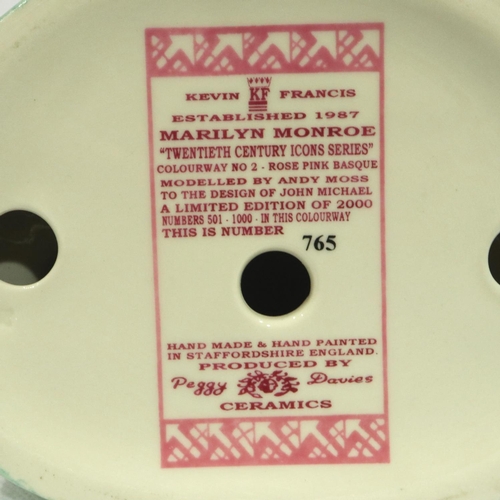 KEVIN KF FRANCIS
ESTABLISHED 1987
MARILYN MONROE
"TWENTIETH CENTURY ICONS SERIES"
COLOURWAY NO 2 - ROSE PINK BASQUE
MODELLED BY ANDY MOSS
TO THE DESIGN OF JOHN MICHAEL
A LIMITED EDITION OF 2000
NUMBERS 501 - 1000 - IN THIS COLOURWAY
THIS IS NUMBER 765
HAND MADE & HAND PAINTED
IN STAFFORDSHIRE ENGLAND.
PRODUCED BY
Peggy Davies
CERAMICS